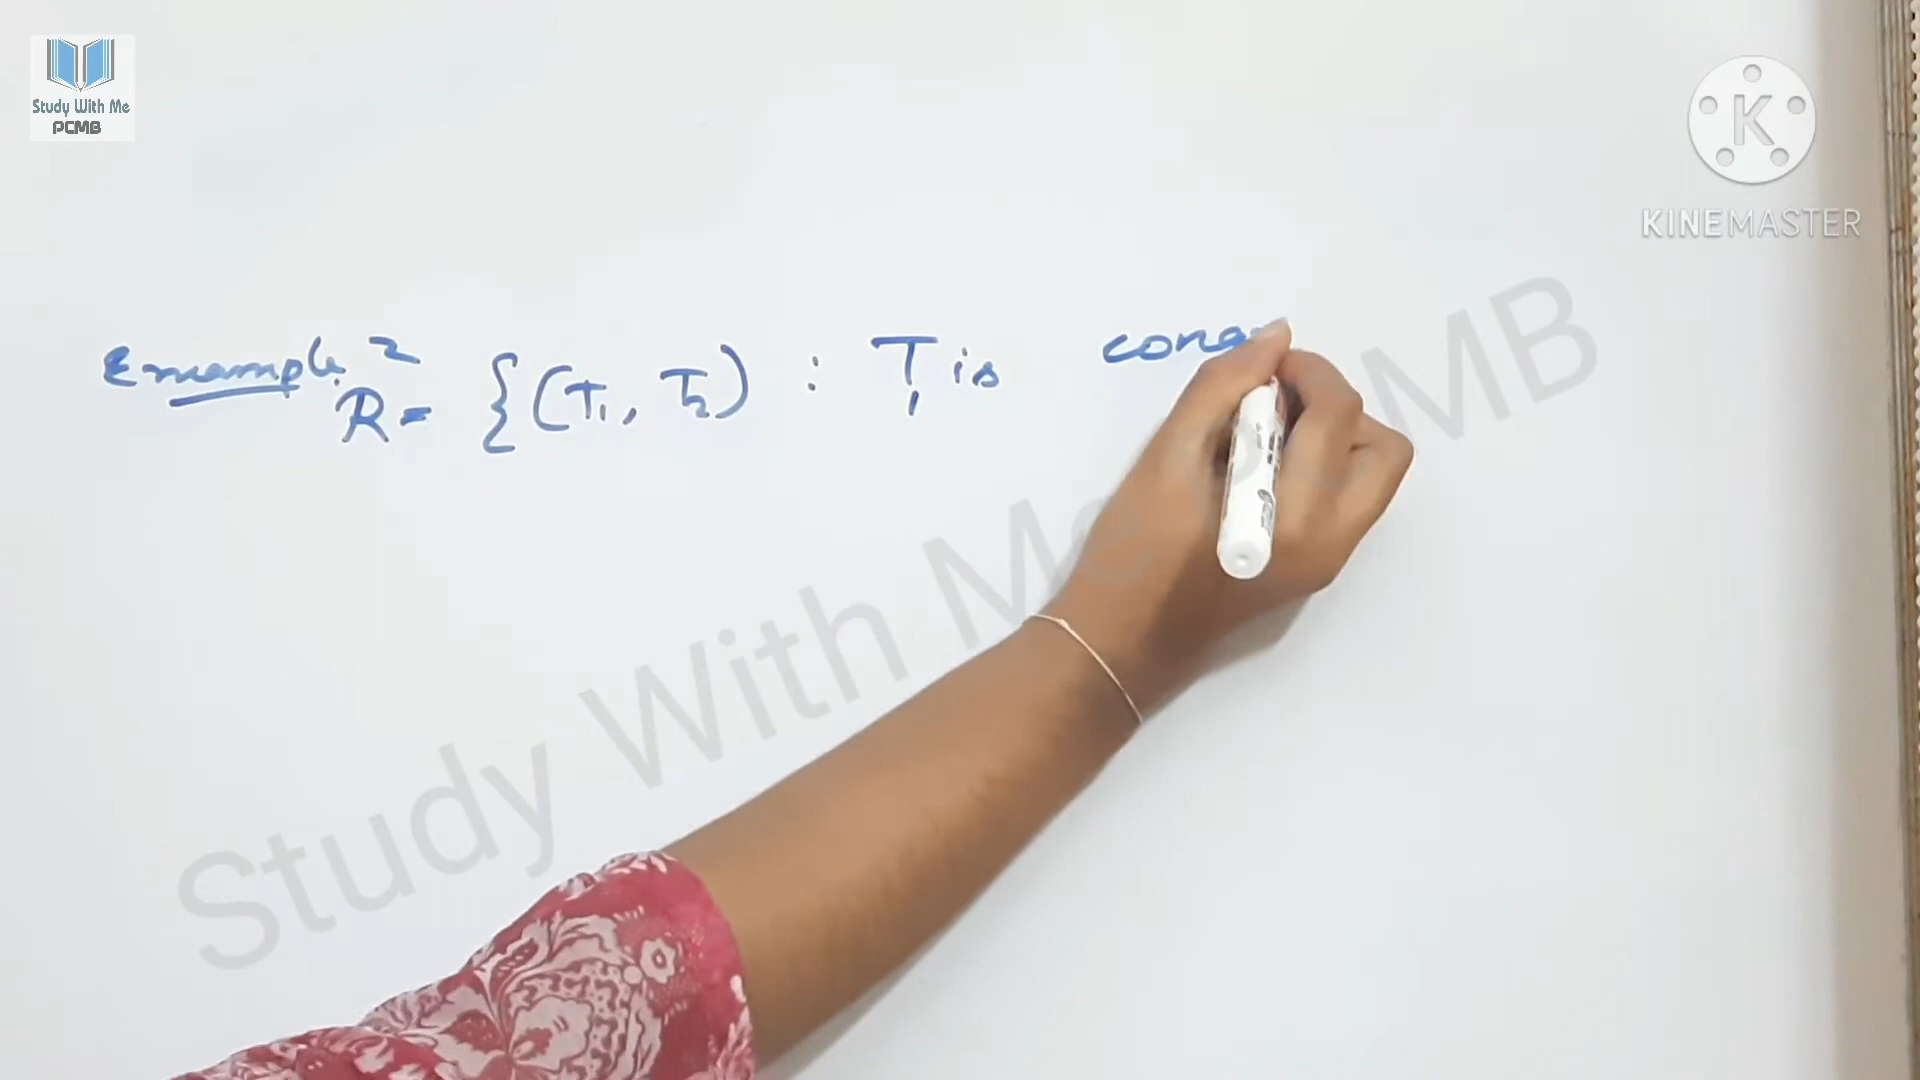 Study With Me
PCMB
KINEMASTER
Example 2
R = {(T₁, T₂) : T₁ is cong
Study With Me PCMB